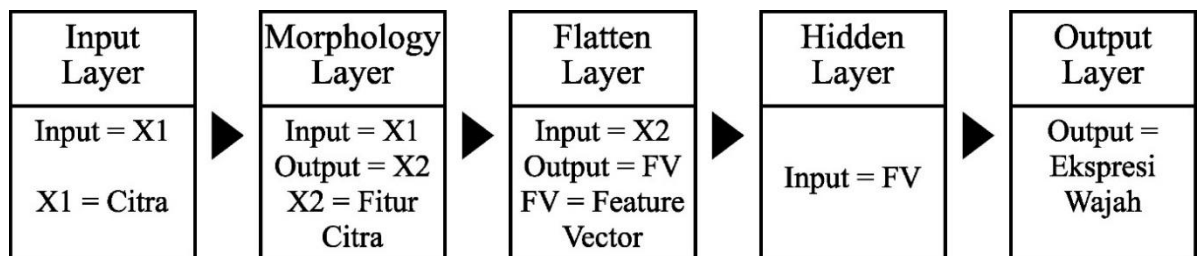 Input
Layer
Input = X1
X1 = Citra
Morphology
Layer
Input = X1
Output = X2
X2 = Fitur
Citra
Flatten
Layer
Input = X2
Output = FV
FV = Feature
Vector
Hidden
Layer
Input = FV
Output
Layer
Output =
Ekspresi
Wajah